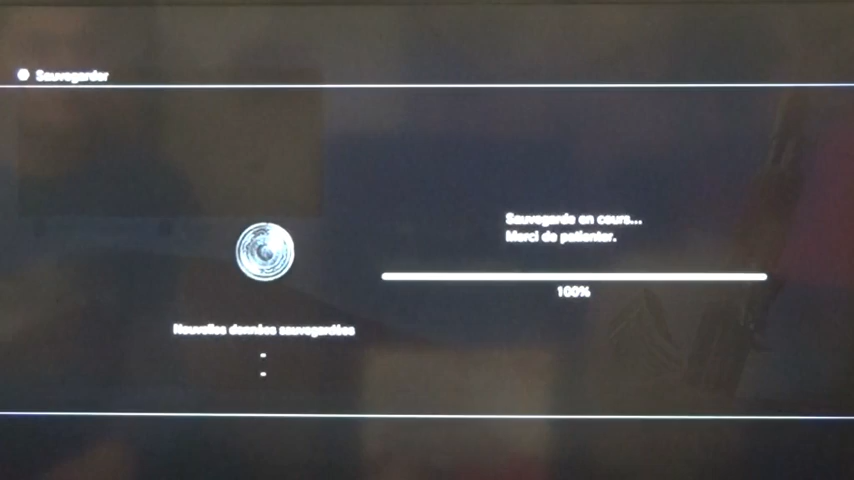 Sauvegarder
Sauvegarde en cours...
Merci de patienter.
100%
Nouvelles données sauvegardées